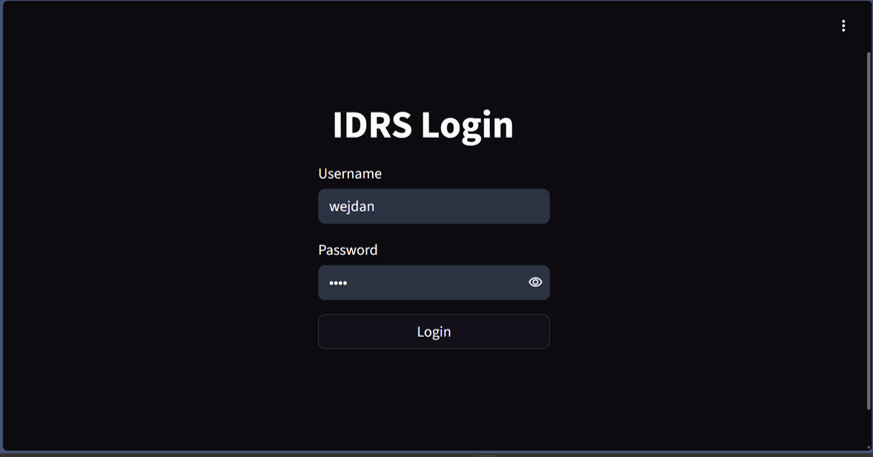 IDRS Login
Username
wejdan
Password
••••
Login